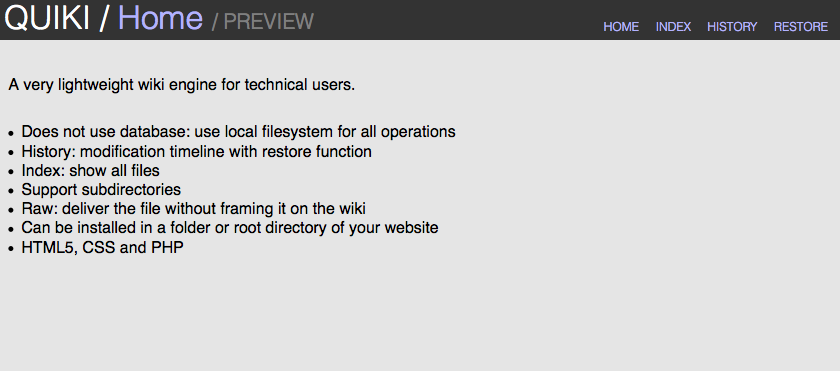 QUIKI / Home / PREVIEW
HOME INDEX HISTORY RESTORE
A very lightweight wiki engine for technical users.
• Does not use database: use local filesystem for all operations
• History: modification timeline with restore function
• Index: show all files
• Support subdirectories
• Raw: deliver the file without framing it on the wiki
• Can be installed in a folder or root directory of your website
• HTML5, CSS and PHP